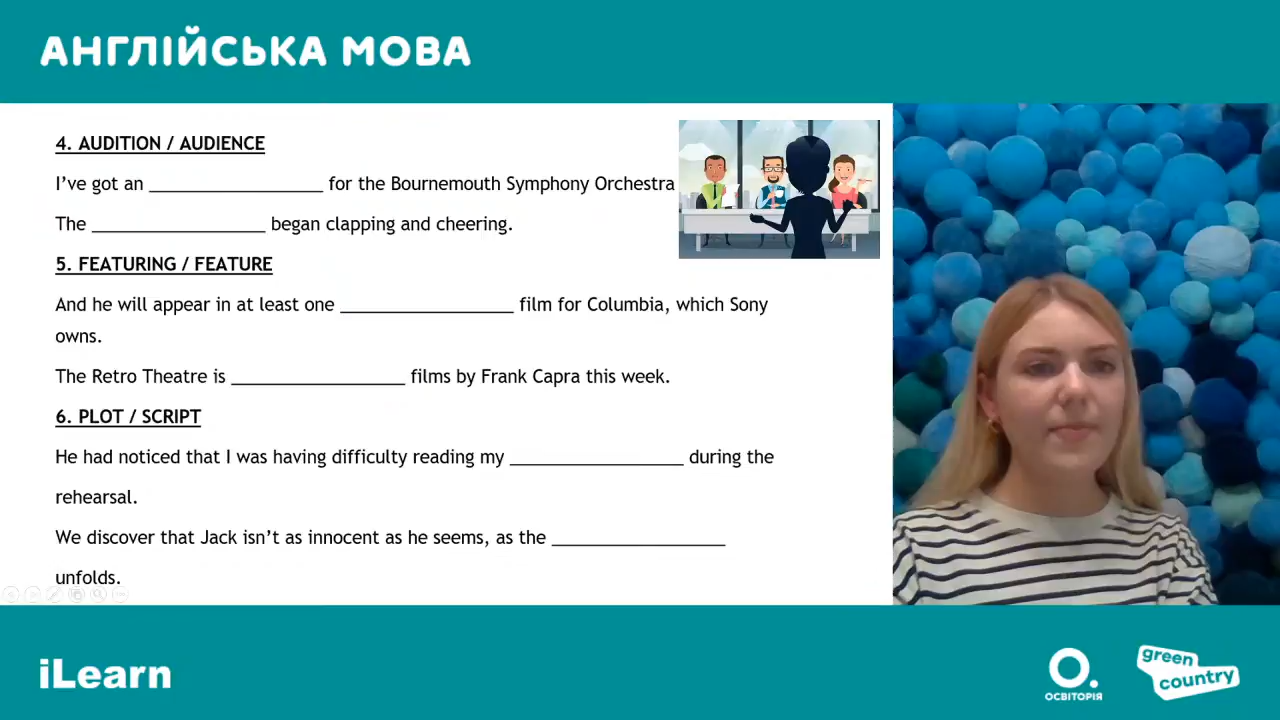 АНГЛІЙСЬКА МОВА
4. AUDITION / AUDIENCE
I’ve got an __________________ for the Bournemouth Symphony Orchestra
The __________________ began clapping and cheering.
5. FEATURING / FEATURE
And he will appear in at least one __________________ film for Columbia, which Sony
owns.
The Retro Theatre is __________________ films by Frank Capra this week.
6. PLOT / SCRIPT
He had noticed that I was having difficulty reading my __________________ during the
rehearsal.
We discover that Jack isn’t as innocent as he seems, as the __________________
unfolds.
iLearn
О.
ОСВІТОРІЯ
green
country